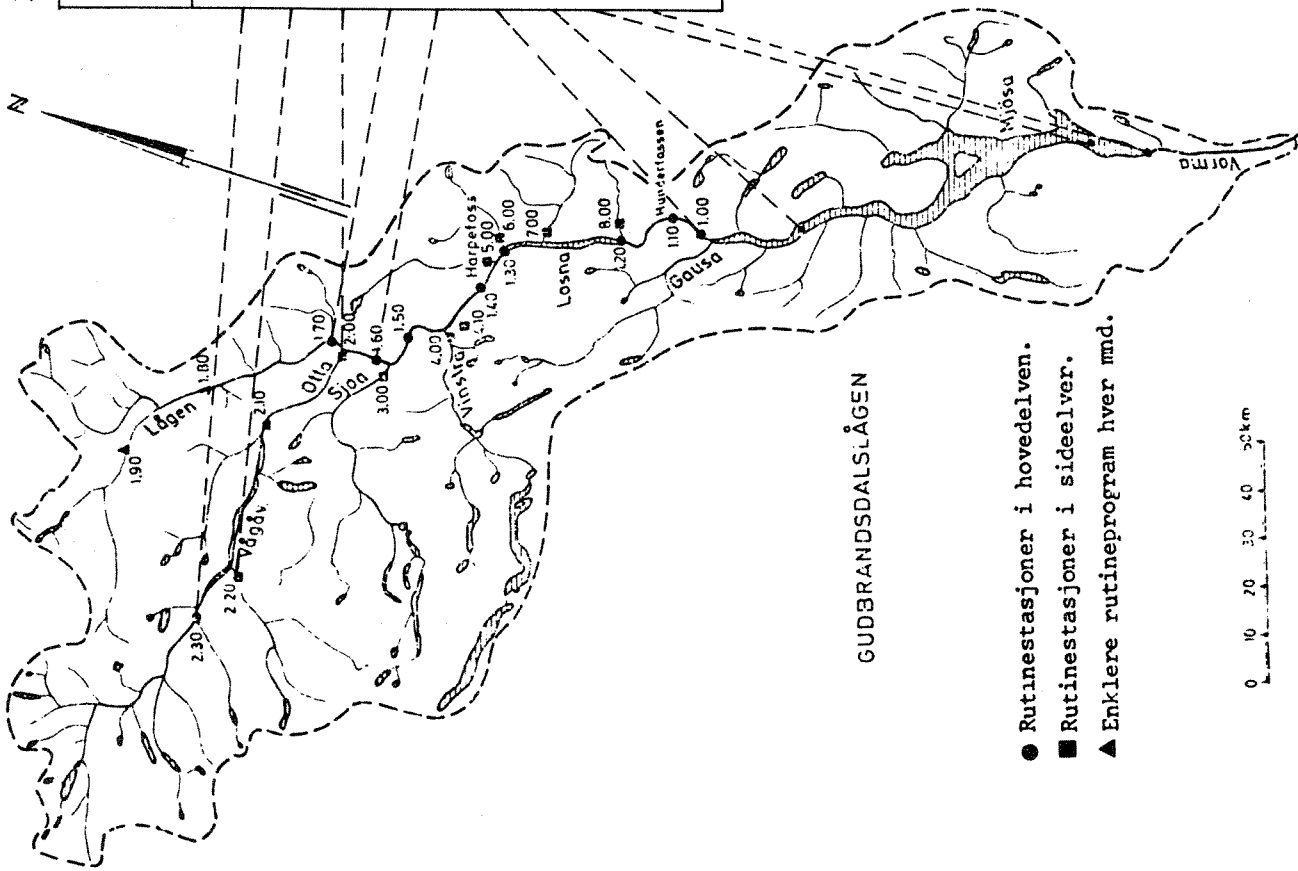 N
Lågen
1.90
1.80
1.70
2.00
Otta
1.60
Sjoa
3.00
1.50
2.10
Vågåv.
2.20
2.30
4.00
Vinstra
4.10
1.40
Harpefoss
5.00
6.00
1.30
7.00
Losna
8.00
1.20
Hunderfossen
1.10
1.00
Gausa
Mjösa
Vorma
GUDBRANDSDALSLÅGEN
● Rutinestasjoner i hovedelven.
■ Rutinestasjoner i sideelver.
▲ Enklere rutineprogram hver mnd.
0 10 20 30 40 50km